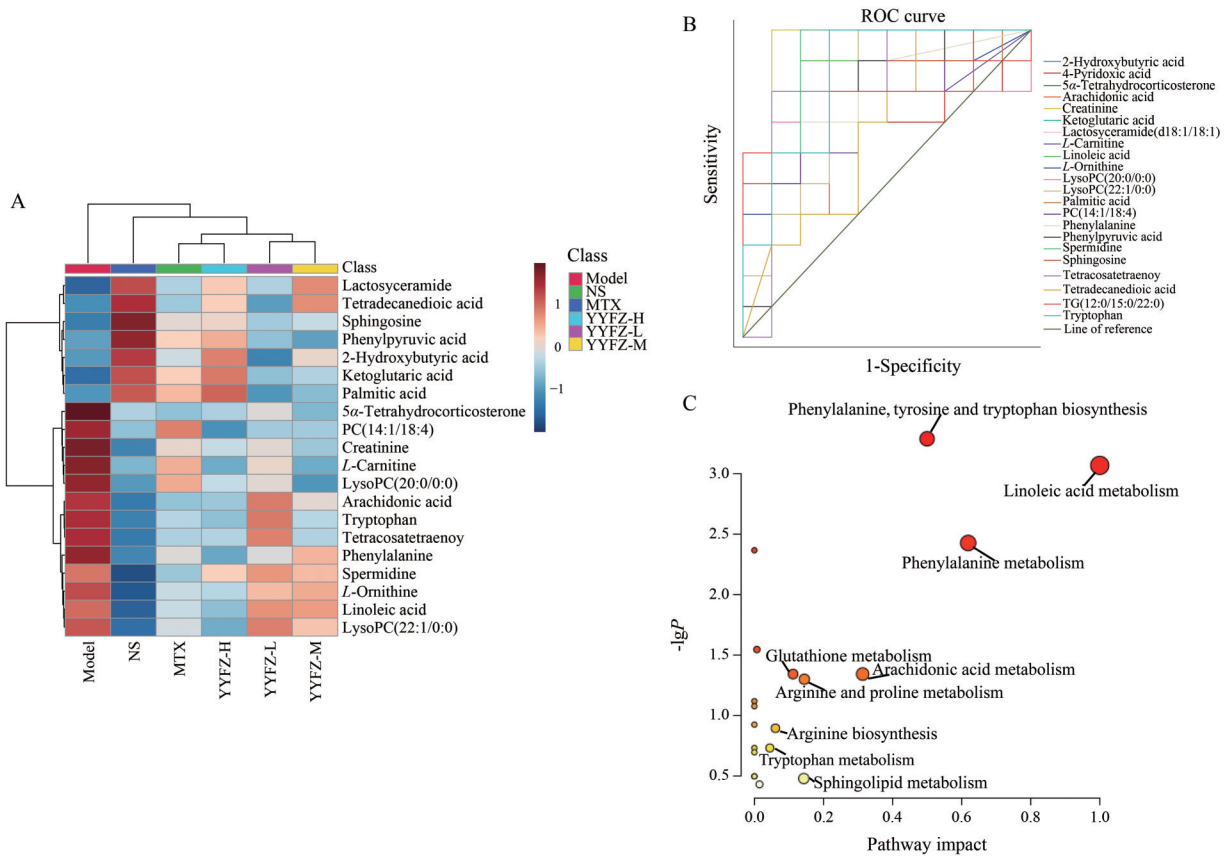 A
Class
Lactosyceramide
Tetradecanedioic acid
Sphingosine
Phenylpyruvic acid
2-Hydroxybutyric acid
Ketoglutaric acid
Palmitic acid
5α-Tetrahydrocorticosterone
PC(14:1/18:4)
Creatinine
L-Carnitine
LysoPC(20:0/0:0)
Arachidonic acid
Tryptophan
Tetracosatetraenoy
Phenylalanine
Spermidine
L-Ornithine
Linoleic acid
LysoPC(22:1/0:0)
Model
NS
MTX
YYFZ-H
YYFZ-L
YYFZ-M
1
0
−1
Class
Model
NS
MTX
YYFZ-H
YYFZ-L
YYFZ-M
B
ROC curve
Sensitivity
1-Specificity
2-Hydroxybutyric acid
4-Pyridoxic acid
5α-Tetrahydrocorticosterone
Arachidonic acid
Creatinine
Ketoglutaric acid
Lactosyceramide(d18:1/18:1)
L-Carnitine
Linoleic acid
L-Ornithine
LysoPC(20:0/0:0)
LysoPC(22:1/0:0)
Palmitic acid
PC(14:1/18:4)
Phenylalanine
Phenylpyruvic acid
Spermidine
Sphingosine
Tetracosatetraenoy
Tetradecanedioic acid
TG(12:0/15:0/22:0)
Tryptophan
Line of reference
C
Phenylalanine, tyrosine and tryptophan biosynthesis
Linoleic acid metabolism
Phenylalanine metabolism
Glutathione metabolism
Arachidonic acid metabolism
Arginine and proline metabolism
Arginine biosynthesis
Tryptophan metabolism
Sphingolipid metabolism
-lgP
3.0
2.5
2.0
1.5
1.0
0.5
0.0
0.2
0.4
0.6
0.8
1.0
Pathway impact